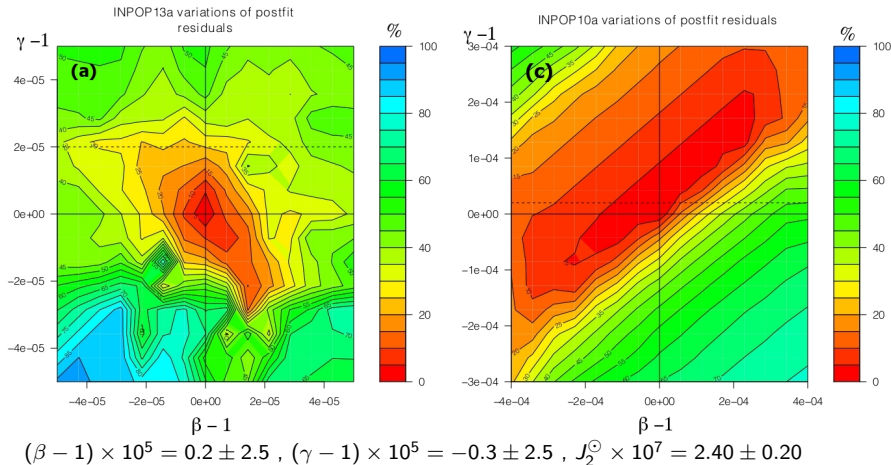 INPOP13a variations of postfit
residuals
γ −1
%
(a)
4e−05
2e−05
0e+00
−2e−05
−4e−05
−4e−05 −2e−05 0e+00 2e−05 4e−05
β − 1
100
80
60
40
20
0
INPOP10a variations of postfit residuals
γ −1
%
(c)
3e−04
2e−04
1e−04
0e+00
−1e−04
−2e−04
−3e−04
−4e−04 −2e−04 0e+00 2e−04 4e−04
β − 1
100
80
60
40
20
0
(β − 1) × 10⁵ = 0.2 ± 2.5 , (γ − 1) × 10⁵ = −0.3 ± 2.5 , J₂^⊙ × 10⁷ = 2.40 ± 0.20